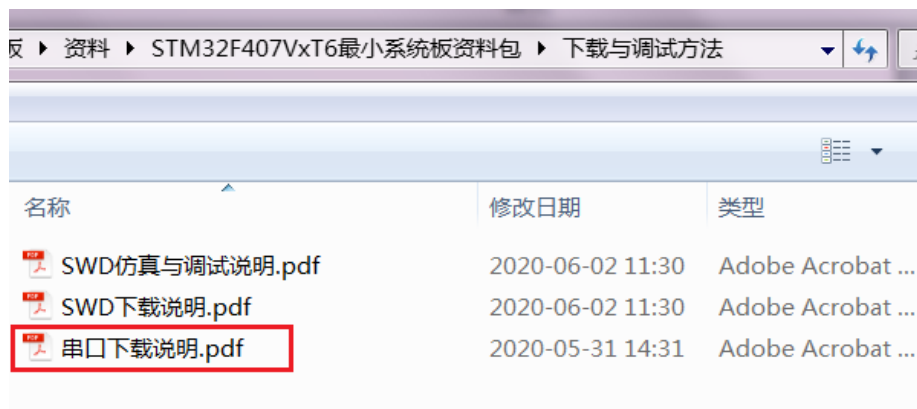 资料 ▶ STM32F407VxT6最小系统板资料包 ▶ 下载与调试方法
名称 修改日期 类型
SWD仿真与调试说明.pdf 2020-06-02 11:30 Adobe Acrobat ...
SWD下载说明.pdf 2020-06-02 11:30 Adobe Acrobat ...
串口下载说明.pdf 2020-05-31 14:31 Adobe Acrobat ...